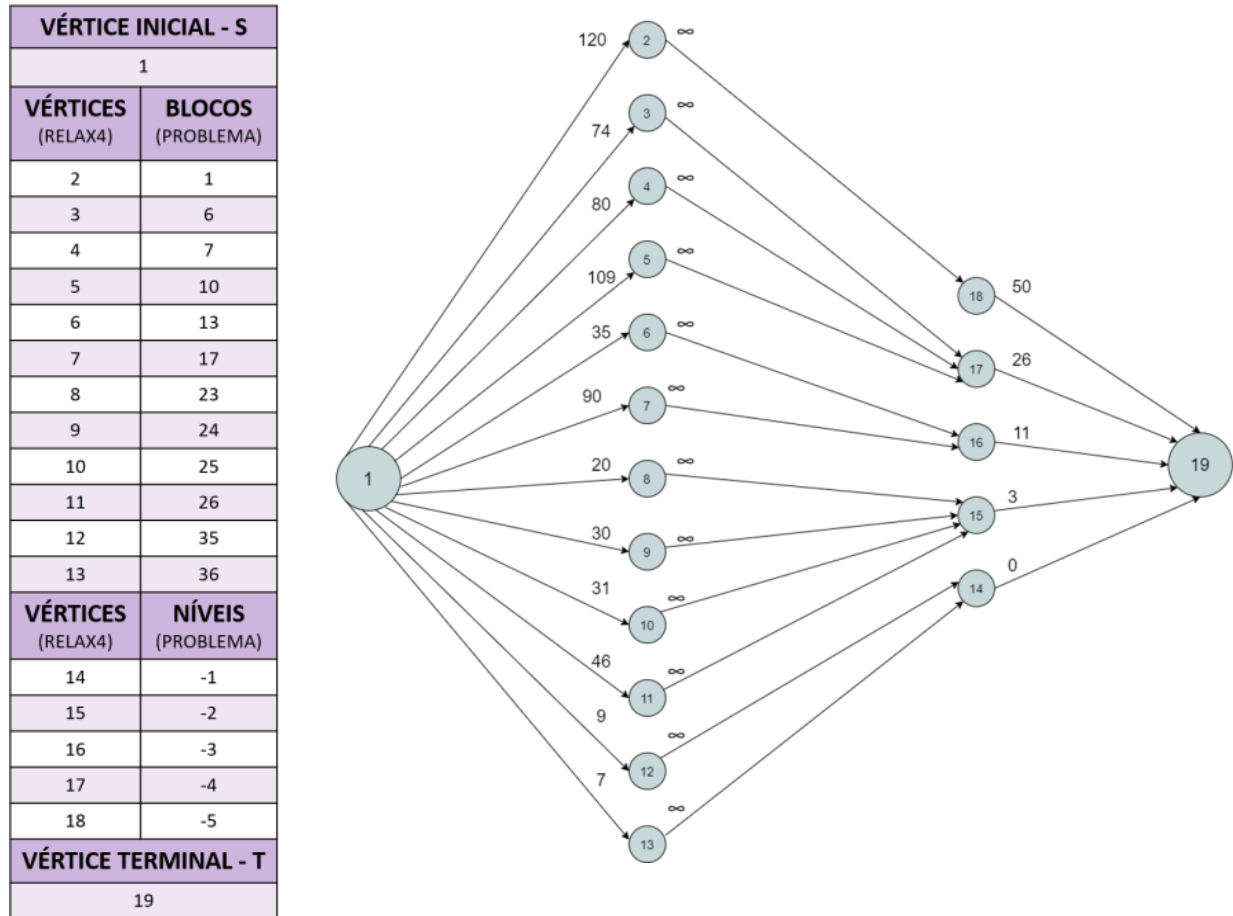 VÉRTICE INICIAL - S
1
VÉRTICES BLOCOS
(RELAX4) (PROBLEMA)
2 1
3 6
4 7
5 10
6 13
7 17
8 23
9 24
10 25
11 26
12 35
13 36
VÉRTICES NÍVEIS
(RELAX4) (PROBLEMA)
14 -1
15 -2
16 -3
17 -4
18 -5
VÉRTICE TERMINAL - T
19
120 2 ∞
74 3 ∞
80 4 ∞
109 5 ∞
18 50
35 6 ∞
17 26
90 7 ∞
16 11
1
19
20 8 ∞
15 3
30 9 ∞
14 0
31 10 ∞
46 11 ∞
9 12 ∞
7 13 ∞